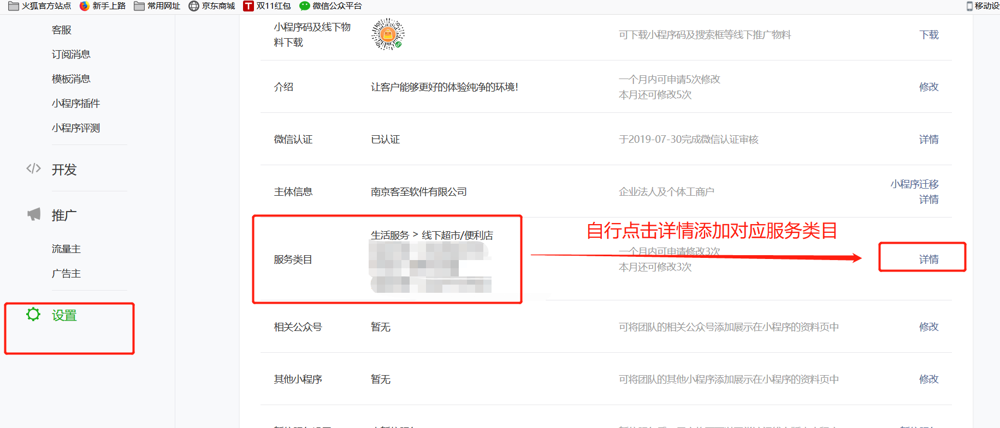 火狐官方站点 新手上路 常用网址 京东商城 双11红包 微信公众平台 移动设
客服
订阅消息
模板消息
小程序插件
小程序评测
开发
推广
流量主
广告主
设置
小程序码及线下物
料下载
可下载小程序码及搜索框等线下推广物料
下载
介绍
让客户能够更好的体验纯净的环境！
一个月内可申请5次修改
本月还可修改5次
修改
微信认证
已认证
于2019-07-30完成微信认证审核
详情
主体信息
南京客至软件有限公司
企业法人及个体工商户
小程序迁移
详情
服务类目
生活服务 > 线下超市/便利店
自行点击详情添加对应服务类目
一个月内可申请修改3次
本月还可修改3次
详情
相关公众号
暂无
可将团队的相关公众号添加展示在小程序的资料页中
修改
其他小程序
暂无
可将团队的其他小程序添加展示在小程序的资料页中
修改